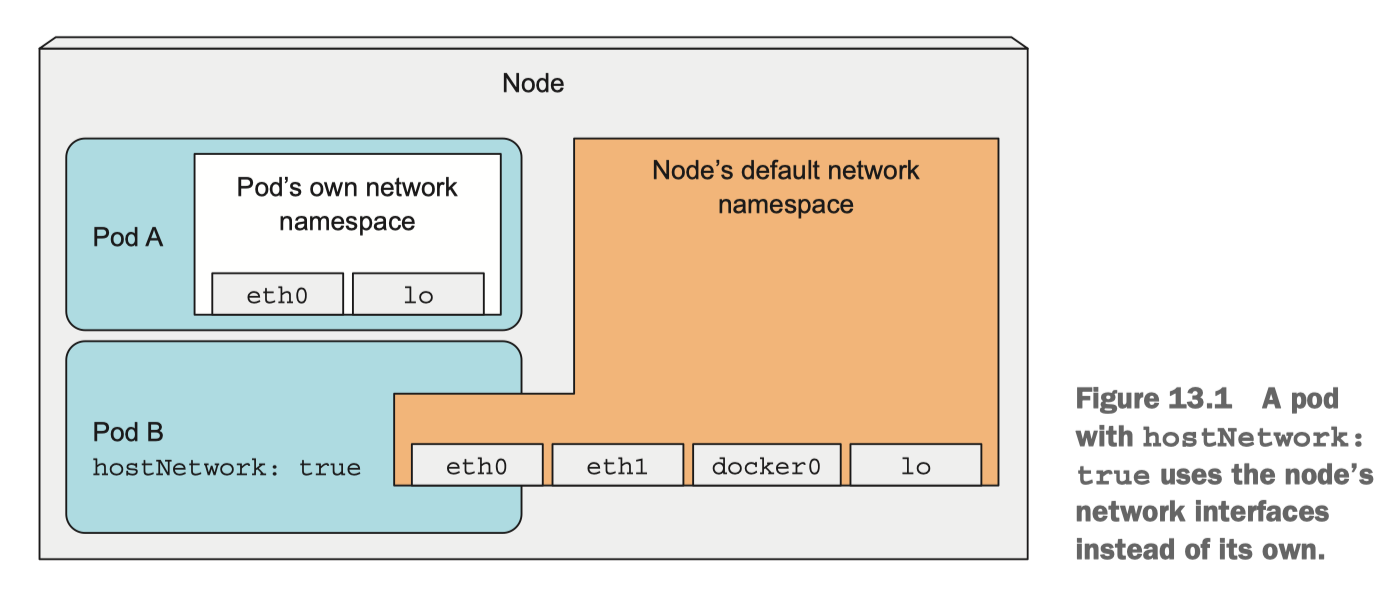 Node
Pod's own network
namespace
Pod A
eth0
lo
Node's default network
namespace
Pod B
hostNetwork: true
eth0
eth1
docker0
lo
Figure 13.1 A pod
with hostNetwork:
true uses the node's
network interfaces
instead of its own.